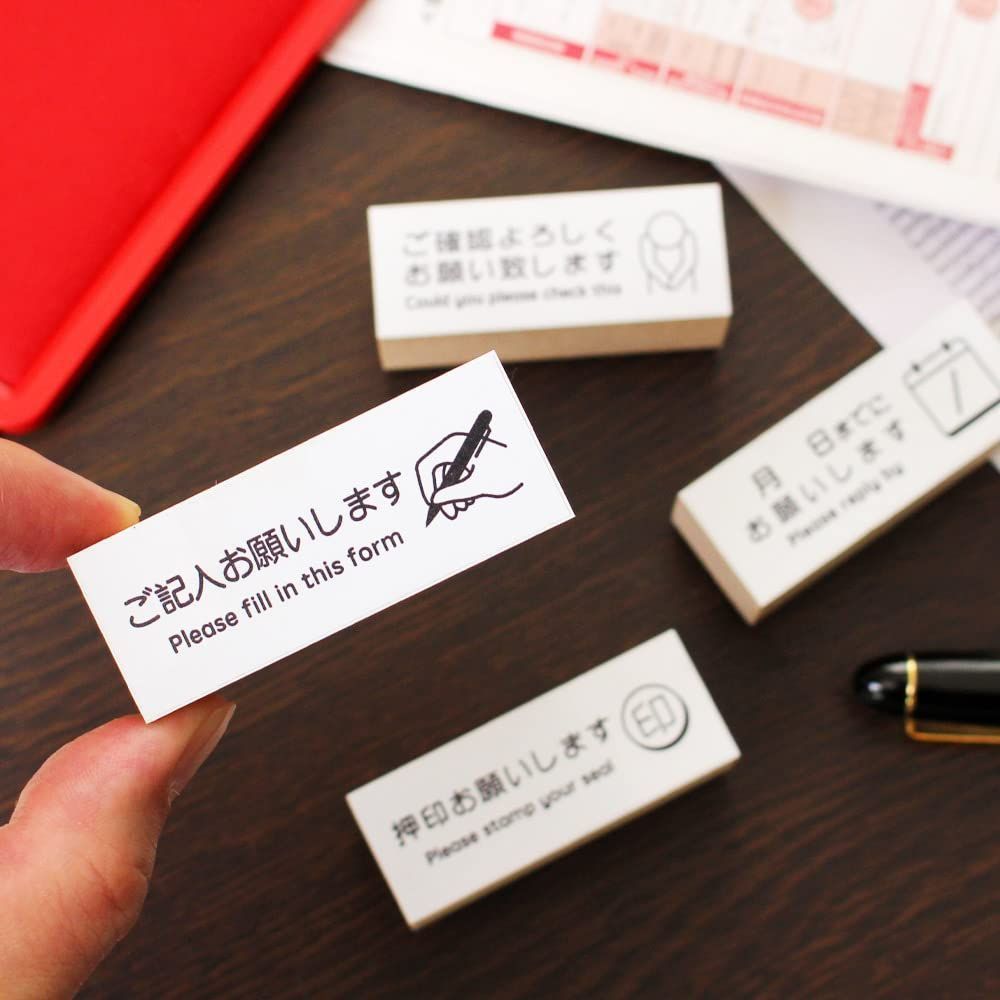 ご確認よろしく
お願い致します
Could you please check this
ご記入お願いします
Please fill in this form
月 日までに
お願いします
Please reply by
押印お願いします
Please stamp your seal
印